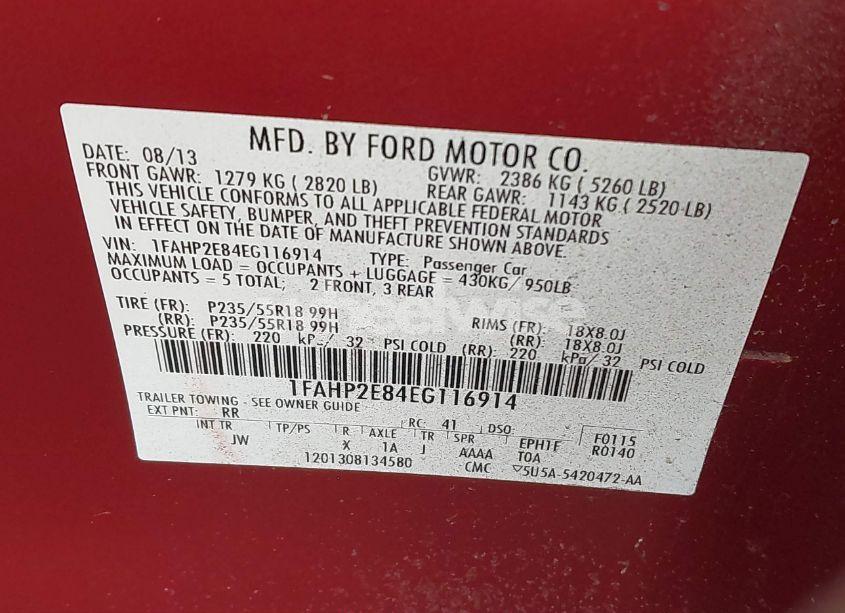 MFD. BY FORD MOTOR CO.
DATE: 08/13 GVWR: 2386 KG ( 5260 LB)
FRONT GAWR: 1279 KG ( 2820 LB) REAR GAWR: 1143 KG ( 2520 LB)
THIS VEHICLE CONFORMS TO ALL APPLICABLE FEDERAL MOTOR
VEHICLE SAFETY, BUMPER, AND THEFT PREVENTION STANDARDS
IN EFFECT ON THE DATE OF MANUFACTURE SHOWN ABOVE.
VIN: 1FAHP2E84EG116914 TYPE: Passenger Car
MAXIMUM LOAD = OCCUPANTS + LUGGAGE = 430KG/ 950LB
OCCUPANTS = 5 TOTAL; 2 FRONT, 3 REAR
TIRE (FR): P235/55R18 99H RIMS (FR): 18X8.0J
(RR): P235/55R18 99H (RR): 18X8.0J
PRESSURE (FR): 220 kPa/ 32 PSI COLD (RR): 220 kPa/ 32 PSI COLD
1FAHP2E84EG116914
TRAILER TOWING - SEE OWNER GUIDE
EXT PNT: RR RC: 41 DSO: F0115
INT TR TP/PS R AXLE TR SPR EPHTF R0140
JW X 1A J AAAA TOA
1201308134580 CMC ▽5U5A-5420472-AA